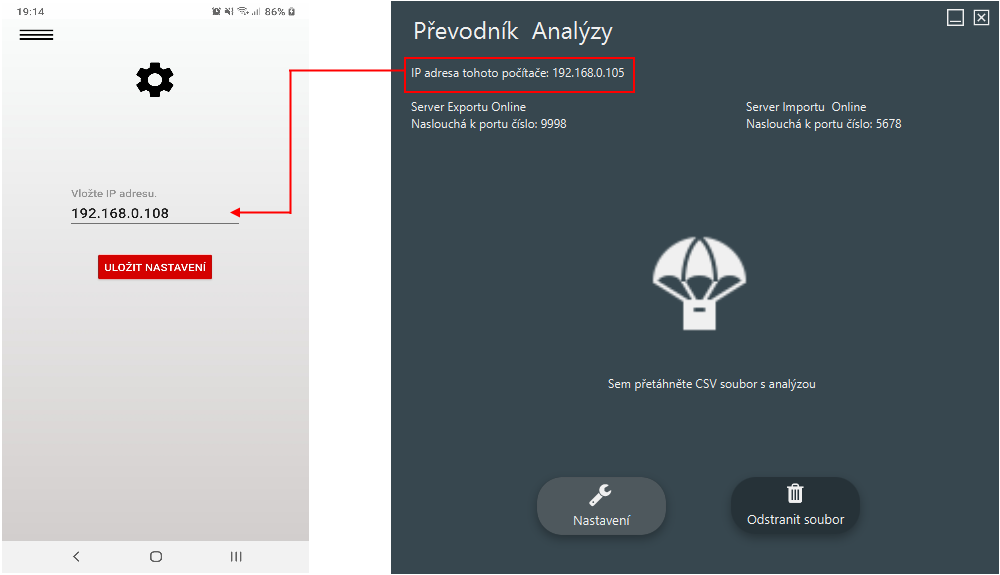 19:14
86%
Vložte IP adresu.
192.168.0.108
ULOŽIT NASTAVENÍ
Převodník Analýzy
IP adresa tohoto počítače: 192.168.0.105
Server Exportu Online
Naslouchá k portu číslo: 9998
Server Importu Online
Naslouchá k portu číslo: 5678
Sem přetáhněte CSV soubor s analýzou
Nastavení
Odstranit soubor